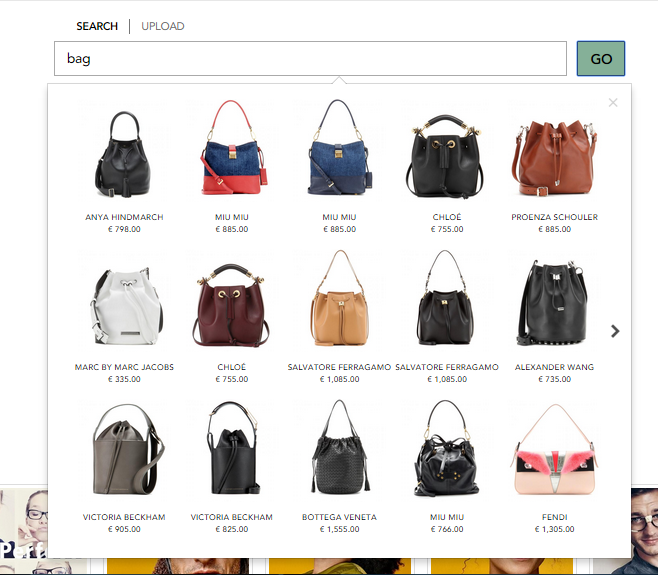 SEARCH | UPLOAD
bag
GO
ANYA HINDMARCH
€ 798.00
MIU MIU
€ 885.00
MIU MIU
€ 885.00
CHLOÉ
€ 755.00
PROENZA SCHOULER
€ 885.00
MARC BY MARC JACOBS
€ 335.00
CHLOÉ
€ 755.00
SALVATORE FERRAGAMO
€ 1,085.00
SALVATORE FERRAGAMO
€ 1,085.00
ALEXANDER WANG
€ 735.00
VICTORIA BECKHAM
€ 905.00
VICTORIA BECKHAM
€ 825.00
BOTTEGA VENETA
€ 1,555.00
MIU MIU
€ 766.00
FENDI
€ 1,305.00